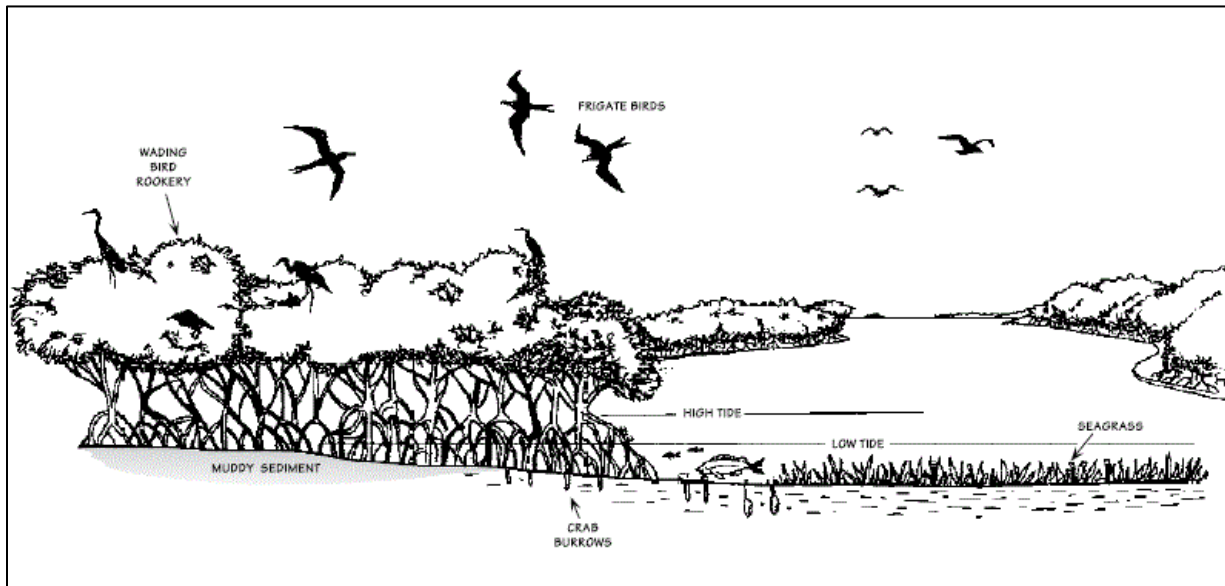 FRIGATE BIRDS
WADING
BIRD
ROOKERY
HIGH TIDE
SEAGRASS
LOW TIDE
MUDDY SEDIMENT
CRAB
BURROWS